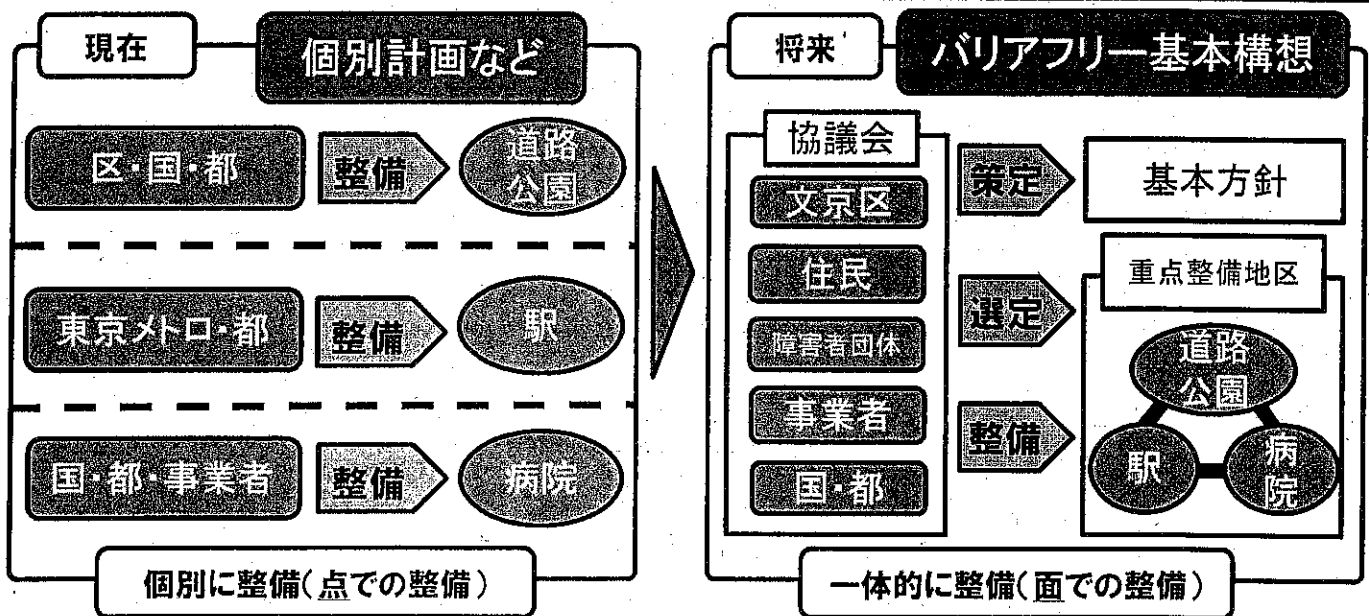 現在
個別計画など
区・国・都
整備
道路
公園
東京メトロ・都
整備
駅
国・都・事業者
整備
病院
個別に整備(点での整備)
将来
バリアフリー基本構想
協議会
文京区
住民
障害者団体
事業者
国・都
策定
基本方針
選定
整備
重点整備地区
道路
公園
駅
病
院
一体的に整備(面での整備)